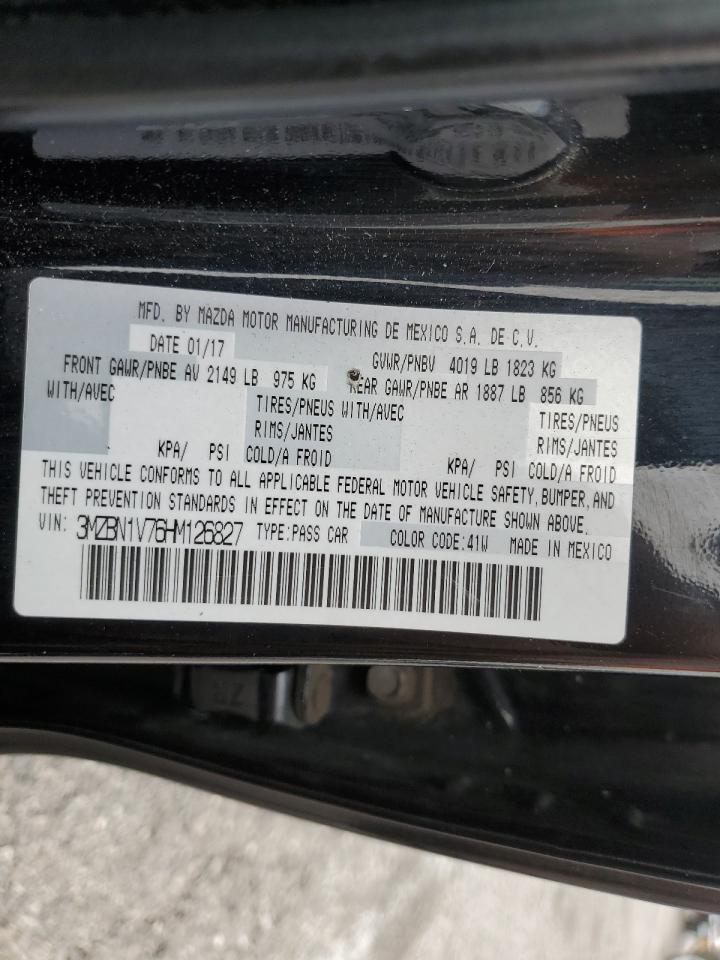 MFD. BY MAZDA MOTOR MANUFACTURING DE MEXICO S.A. DE C.V.
DATE 01/17 GVWR/PNBV 4019 LB 1823 KG
FRONT GAWR/PNBE AV 2149 LB 975 KG REAR GAWR/PNBE AR 1887 LB 856 KG
WITH/AVEC TIRES/PNEUS WITH/AVEC TIRES/PNEUS
RIMS/JANTES RIMS/JANTES
KPA/ PSI COLD/A FROID KPA/ PSI COLD/A FROID
THIS VEHICLE CONFORMS TO ALL APPLICABLE FEDERAL MOTOR VEHICLE SAFETY, BUMPER, AND
THEFT PREVENTION STANDARDS IN EFFECT ON THE DATE OF MANUFACTURE SHOWN ABOVE.
VIN: 3MZBN1V76HM126827 TYPE:PASS CAR COLOR CODE:41W MADE IN MEXICO